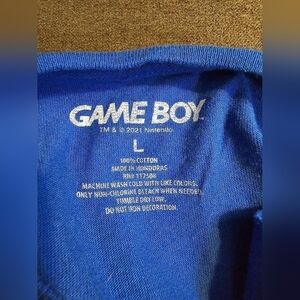 GAME BOY
TM & © 2021 Nintendo.
L
100% COTTON
MADE IN HONDURAS
RN# 117508
MACHINE WASH COLD WITH LIKE COLORS.
ONLY NON-CHLORINE BLEACH WHEN NEEDED.
TUMBLE DRY LOW.
DO NOT IRON DECORATION.